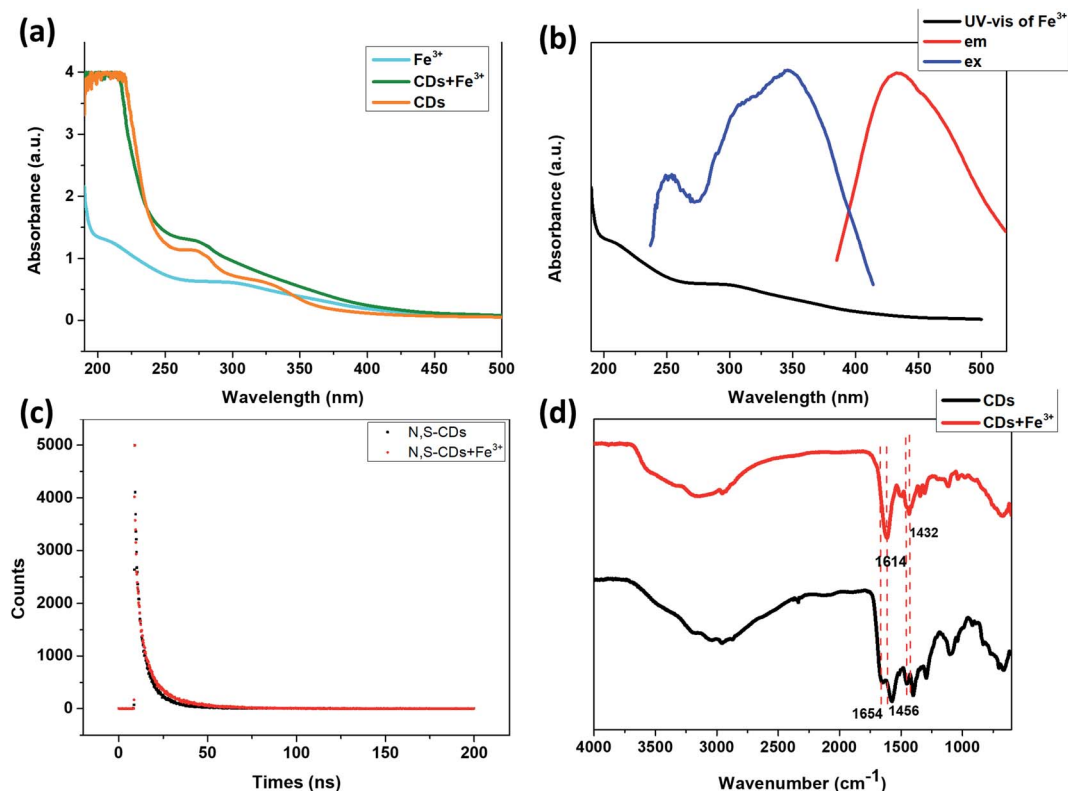 (a)
Fe³⁺
CDs+Fe³⁺
CDs
4
3
2
1
0
Absorbance (a.u.)
200 250 300 350 400 450 500
Wavelength (nm)
(b)
UV-vis of Fe³⁺
em
ex
Absorbance (a.u.)
200 250 300 350 400 450 500
Wavelength (nm)
(c)
N,S-CDs
N,S-CDs+Fe³⁺
5000
4000
3000
2000
1000
0
Counts
0 50 100 150 200
Times (ns)
(d)
CDs
CDs+Fe³⁺
1432
1614
1654 1456
4000 3500 3000 2500 2000 1500 1000
Wavenumber (cm⁻¹)